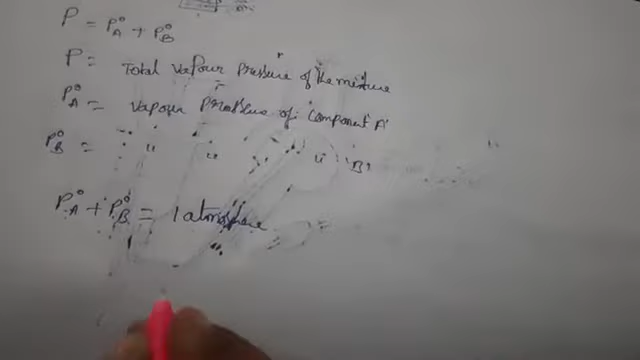 P = P°A + P°B
P = Total Vapour Pressure of the mixture
P°A = Vapour Pressure of component 'A'
P°B = " " " " 'B'
P°A + P°B = 1 atmosphere